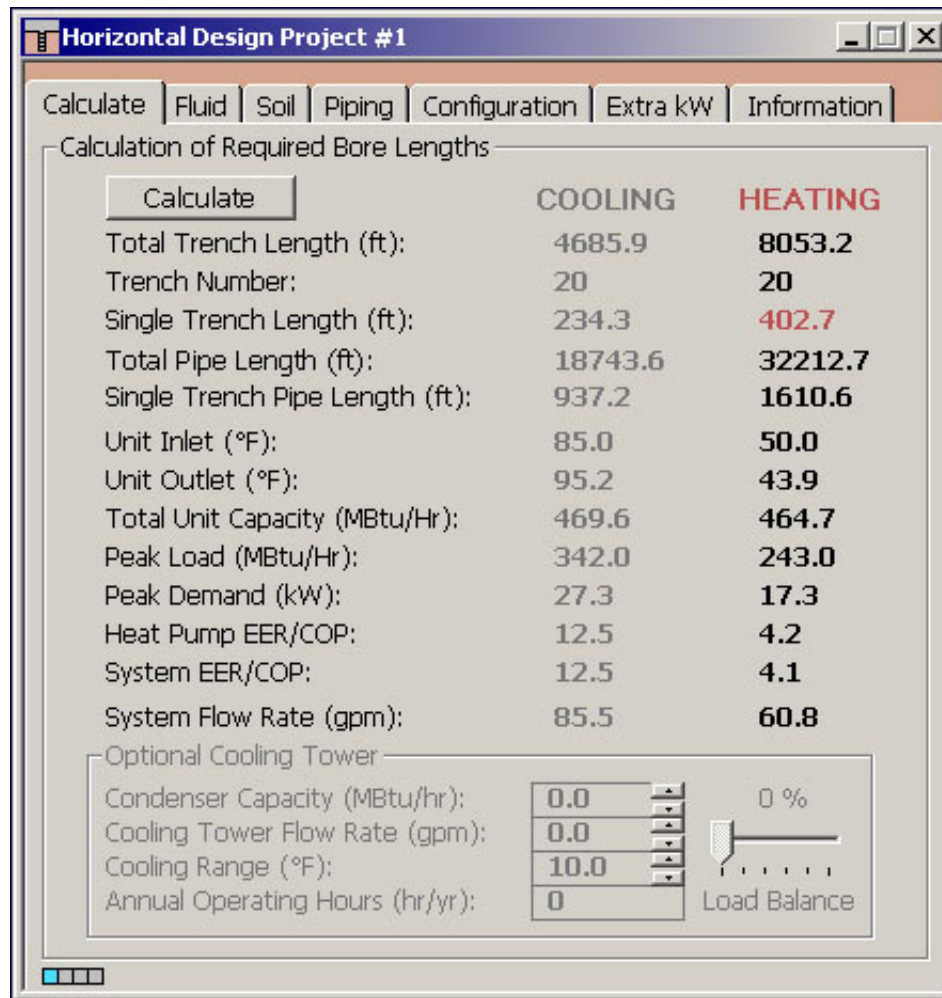 Horizontal Design Project #1
Calculate Fluid Soil Piping Configuration Extra kW Information
Calculation of Required Bore Lengths
Calculate COOLING HEATING
Total Trench Length (ft): 4685.9 8053.2
Trench Number: 20 20
Single Trench Length (ft): 234.3 402.7
Total Pipe Length (ft): 18743.6 32212.7
Single Trench Pipe Length (ft): 937.2 1610.6
Unit Inlet (°F): 85.0 50.0
Unit Outlet (°F): 95.2 43.9
Total Unit Capacity (MBtu/Hr): 469.6 464.7
Peak Load (MBtu/Hr): 342.0 243.0
Peak Demand (kW): 27.3 17.3
Heat Pump EER/COP: 12.5 4.2
System EER/COP: 12.5 4.1
System Flow Rate (gpm): 85.5 60.8
Optional Cooling Tower
Condenser Capacity (MBtu/hr): 0.0 0 %
Cooling Tower Flow Rate (gpm): 0.0
Cooling Range (°F): 10.0
Annual Operating Hours (hr/yr): 0 Load Balance